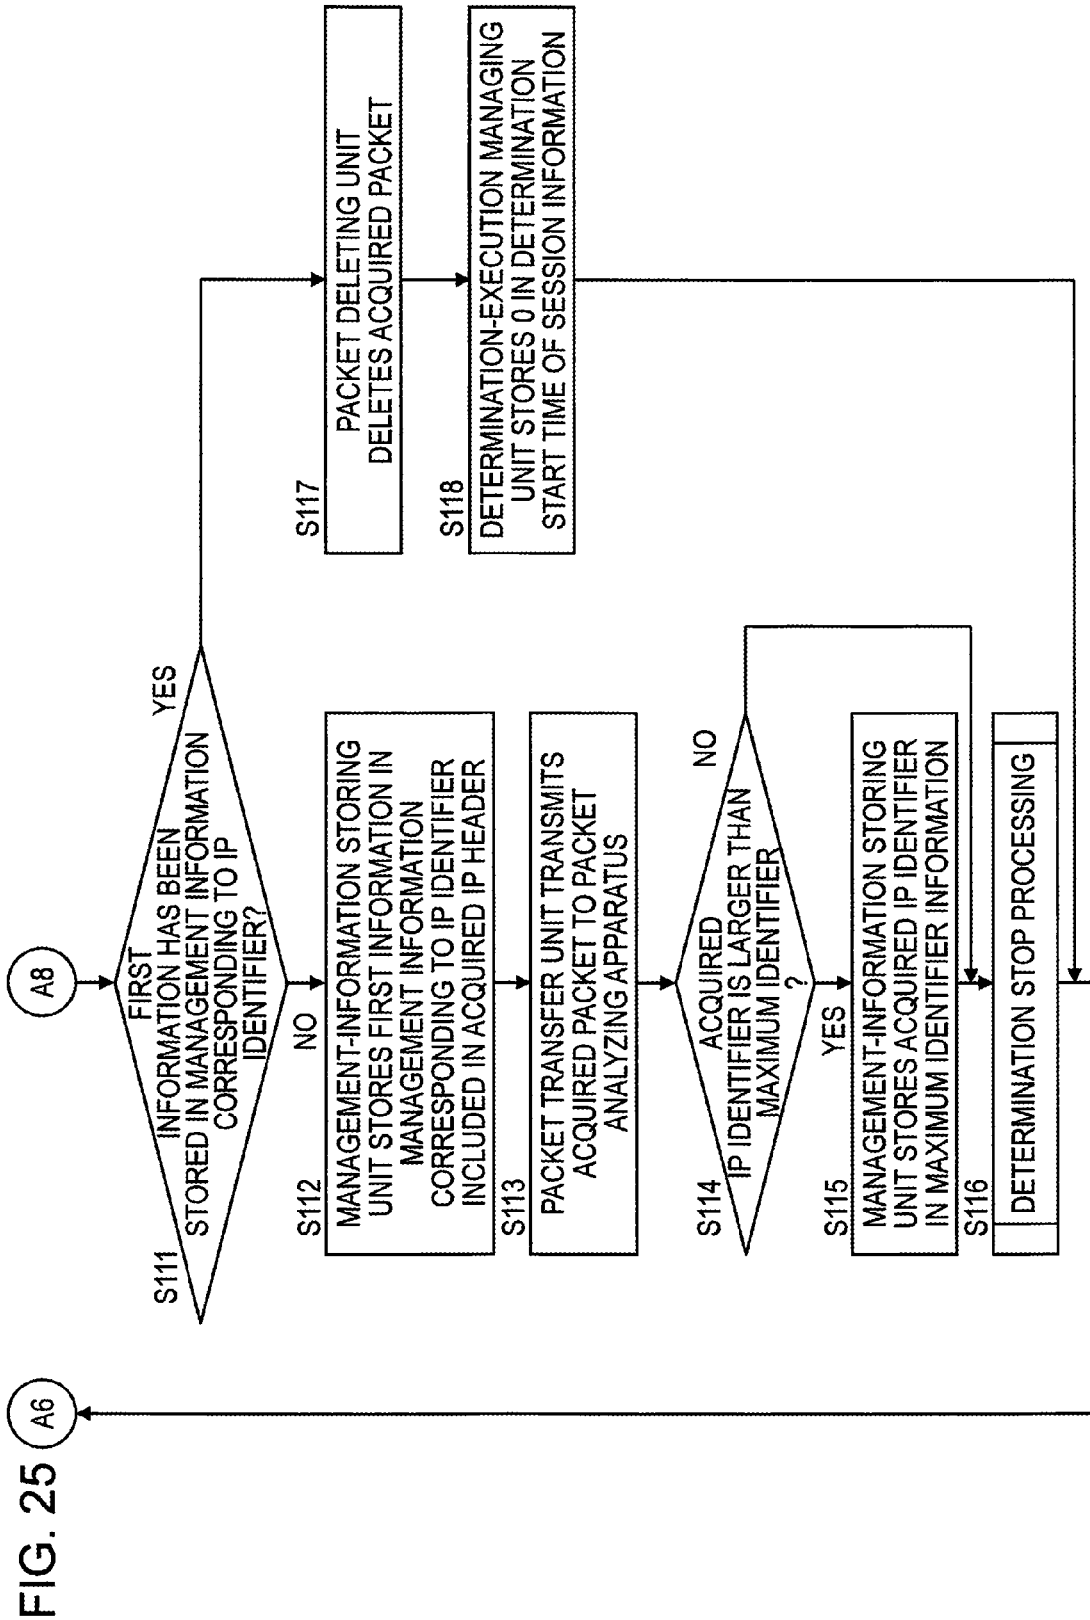 FIG. 25
A6
A8
S111
FIRST
INFORMATION HAS BEEN
STORED IN MANAGEMENT INFORMATION
CORRESPONDING TO IP
IDENTIFIER?
YES
NO
S112
MANAGEMENT-INFORMATION STORING
UNIT STORES FIRST INFORMATION IN
MANAGEMENT INFORMATION
CORRESPONDING TO IP IDENTIFIER
INCLUDED IN ACQUIRED IP HEADER
S113
PACKET TRANSFER UNIT TRANSMITS
ACQUIRED PACKET TO PACKET
ANALYZING APPARATUS
S114
ACQUIRED
IP IDENTIFIER IS LARGER THAN
MAXIMUM IDENTIFIER
?
NO
YES
S115
MANAGEMENT-INFORMATION STORING
UNIT STORES ACQUIRED IP IDENTIFIER
IN MAXIMUM IDENTIFIER INFORMATION
S116
DETERMINATION STOP PROCESSING
S117
PACKET DELETING UNIT
DELETES ACQUIRED PACKET
S118
DETERMINATION-EXECUTION MANAGING
UNIT STORES 0 IN DETERMINATION
START TIME OF SESSION INFORMATION